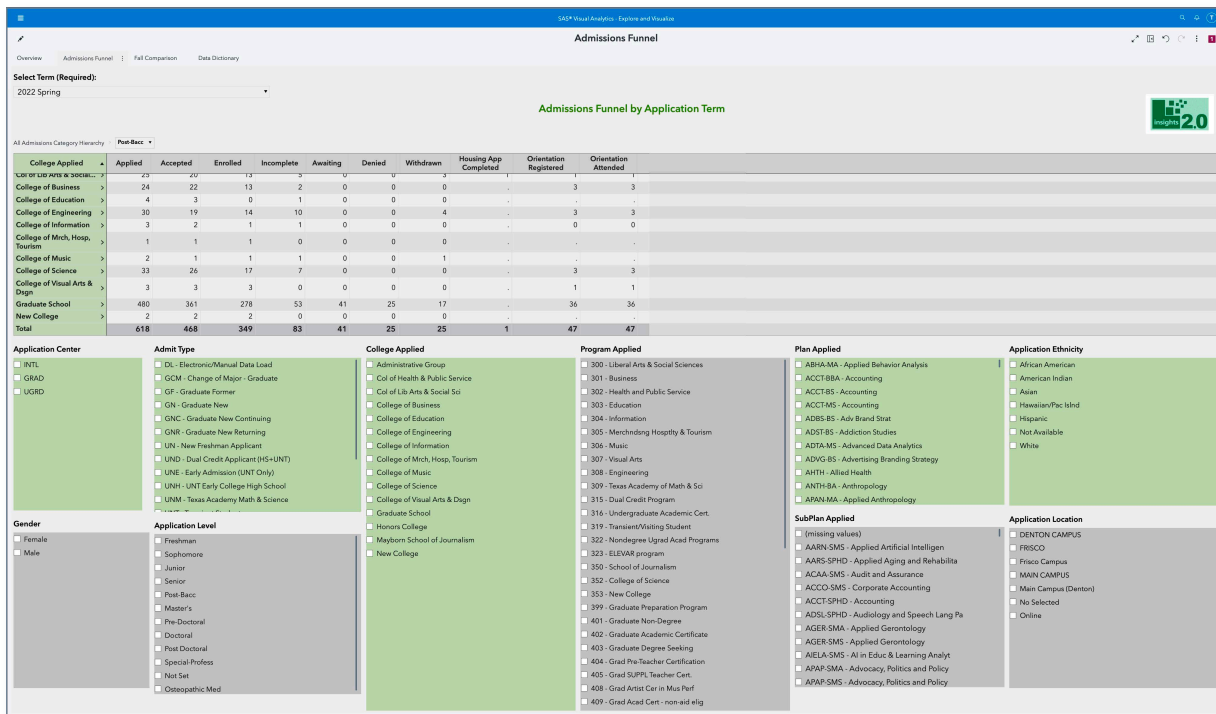 SAS® Visual Analytics - Explore and Visualize
Admissions Funnel
Overview Admissions Funnel Fall Comparison Data Dictionary
Select Term (Required):
2022 Spring
Admissions Funnel by Application Term
insights 2.0
All Admissions Category Hierarchy Post-Bacc
College Applied Applied Accepted Enrolled Incomplete Awaiting Denied Withdrawn Housing App Completed Orientation Registered Orientation Attended
Col of Lib Arts & Social... > 25 20 13 5 0 0 3 1 1 1
College of Business > 24 22 13 2 0 0 0 . 3 3
College of Education > 4 3 0 1 0 0 0 . . .
College of Engineering > 30 19 14 10 0 0 4 . 3 3
College of Information > 3 2 1 1 0 0 0 . 0 0
College of Mrch, Hosp, Tourism > 1 1 1 0 0 0 0 . . .
College of Music > 2 1 1 1 0 0 1 . . .
College of Science > 33 26 17 7 0 0 0 . 3 3
College of Visual Arts & Dsgn > 3 3 3 0 0 0 0 . 1 1
Graduate School > 480 361 278 53 41 25 17 . 36 36
New College > 2 2 2 0 0 0 0 . . .
Total 618 468 349 83 41 25 25 1 47 47
Application Center
INTL
GRAD
UGRD
Admit Type
DL - Electronic/Manual Data Load
GCM - Change of Major - Graduate
GF - Graduate Former
GN - Graduate New
GNC - Graduate New Continuing
GNR - Graduate New Returning
UN - New Freshman Applicant
UND - Dual Credit Applicant (HS+UNT)
UNE - Early Admission (UNT Only)
UNH - UNT Early College High School
UNM - Texas Academy Math & Science
College Applied
Administrative Group
Col of Health & Public Service
Col of Lib Arts & Social Sci
College of Business
College of Education
College of Engineering
College of Information
College of Mrch, Hosp, Tourism
College of Music
College of Science
College of Visual Arts & Dsgn
Graduate School
Honors College
Mayborn School of Journalism
New College
Program Applied
300 - Liberal Arts & Social Sciences
301 - Business
302 - Health and Public Service
303 - Education
304 - Information
305 - Merchndsng Hosptlty & Tourism
306 - Music
307 - Visual Arts
308 - Engineering
309 - Texas Academy of Math & Sci
315 - Dual Credit Program
316 - Undergraduate Academic Cert.
319 - Transient/Visiting Student
322 - Nondegree Ugrad Acad Programs
323 - ELEVAR program
350 - School of Journalism
352 - College of Science
353 - New College
399 - Graduate Preparation Program
401 - Graduate Non-Degree
402 - Graduate Academic Certificate
403 - Graduate Degree Seeking
404 - Grad Pre-Teacher Certification
405 - Grad SUPPL Teacher Cert.
408 - Grad Artist Cer in Mus Perf
409 - Grad Acad Cert - non-aid elig
Plan Applied
ABHA-MA - Applied Behavior Analysis
ACCT-BBA - Accounting
ACCT-BS - Accounting
ACCT-MS - Accounting
ADBS-BS - Adv Brand Strat
ADST-BS - Addiction Studies
ADTA-MS - Advanced Data Analytics
ADVG-BS - Advertising Branding Strategy
AHTH - Allied Health
ANTH-BA - Anthropology
APAN-MA - Applied Anthropology
Application Ethnicity
African American
American Indian
Asian
Hawaiian/Pac Islnd
Hispanic
Not Available
White
Gender
Female
Male
Application Level
Freshman
Sophomore
Junior
Senior
Post-Bacc
Master's
Pre-Doctoral
Doctoral
Post Doctoral
Special-Profess
Not Set
Osteopathic Med
SubPlan Applied
(missing values)
AARN-SMS - Applied Artificial Intelligen
AARS-SPHD - Applied Aging and Rehabilita
ACAA-SMS - Audit and Assurance
ACCO-SMS - Corporate Accounting
ACCT-SPHD - Accounting
ADSL-SPHD - Audiology and Speech Lang Pa
AGER-SMA - Applied Gerontology
AGER-SMS - Applied Gerontology
AIELA-SMS - AI in Educ & Learning Analyt
APAP-SMA - Advocacy, Politics and Policy
APAP-SMS - Advocacy, Politics and Policy
Application Location
DENTON CAMPUS
FRISCO
Frisco Campus
MAIN CAMPUS
Main Campus (Denton)
No Selected
Online